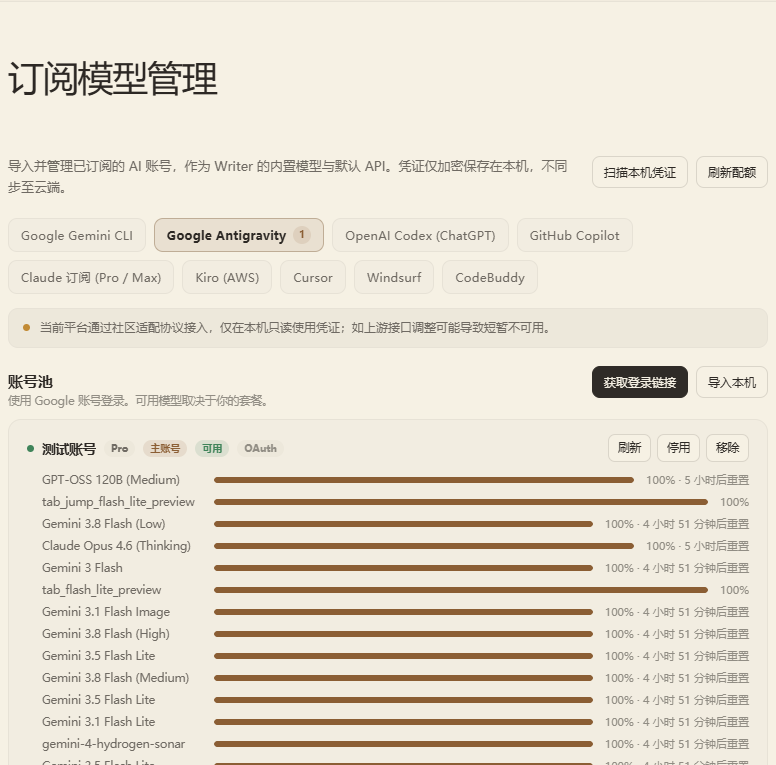 订阅模型管理
导入并管理已订阅的 AI 账号，作为 Writer 的内置模型与默认 API。凭证仅加密保存在本机，不同
步至云端。
扫描本机凭证
刷新配额
Google Gemini CLI
Google Antigravity 1
OpenAI Codex (ChatGPT)
GitHub Copilot
Claude 订阅 (Pro / Max)
Kiro (AWS)
Cursor
Windsurf
CodeBuddy
当前平台通过社区适配协议接入，仅在本机只读使用凭证；如上游接口调整可能导致短暂不可用。
账号池
使用 Google 账号登录。可用模型取决于你的套餐。
获取登录链接
导入本机
测试账号 Pro 主账号 可用 OAuth
刷新 停用 移除
GPT-OSS 120B (Medium) 100% · 5 小时后重置
tab_jump_flash_lite_preview 100%
Gemini 3.8 Flash (Low) 100% · 4 小时 51 分钟后重置
Claude Opus 4.6 (Thinking) 100% · 5 小时后重置
Gemini 3 Flash 100% · 4 小时 51 分钟后重置
tab_flash_lite_preview 100%
Gemini 3.1 Flash Image 100% · 4 小时 51 分钟后重置
Gemini 3.8 Flash (High) 100% · 4 小时 51 分钟后重置
Gemini 3.5 Flash Lite 100% · 4 小时 51 分钟后重置
Gemini 3.8 Flash (Medium) 100% · 4 小时 51 分钟后重置
Gemini 3.5 Flash Lite 100% · 4 小时 51 分钟后重置
Gemini 3.1 Flash Lite 100% · 4 小时 51 分钟后重置
gemini-4-hydrogen-sonar 100% · 4 小时 51 分钟后重置